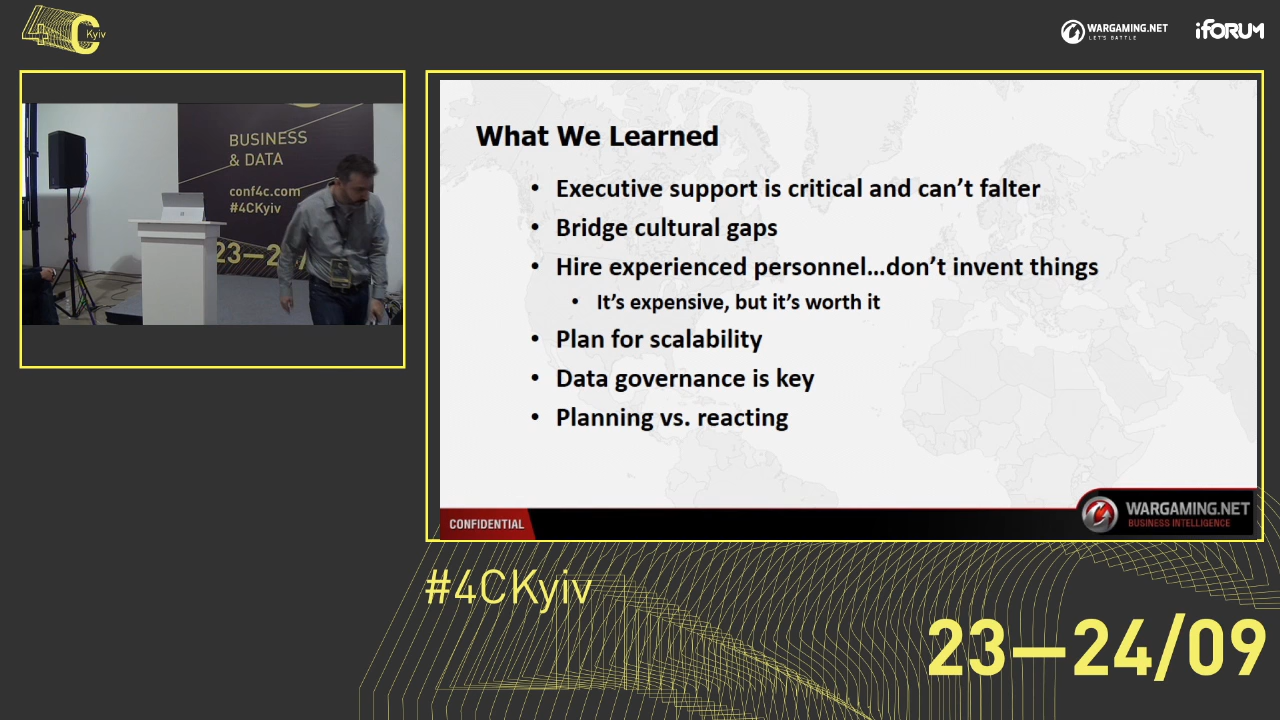 4C Kyiv
WARGAMING.NET
LET'S BATTLE
iFORUM
BUSINESS
& DATA
conf4c.com
#4CKyiv
23—2
What We Learned
• Executive support is critical and can't falter
• Bridge cultural gaps
• Hire experienced personnel...don't invent things
• It's expensive, but it's worth it
• Plan for scalability
• Data governance is key
• Planning vs. reacting
CONFIDENTIAL
WARGAMING.NET
BUSINESS INTELLIGENCE
#4CKyiv
23—24/09